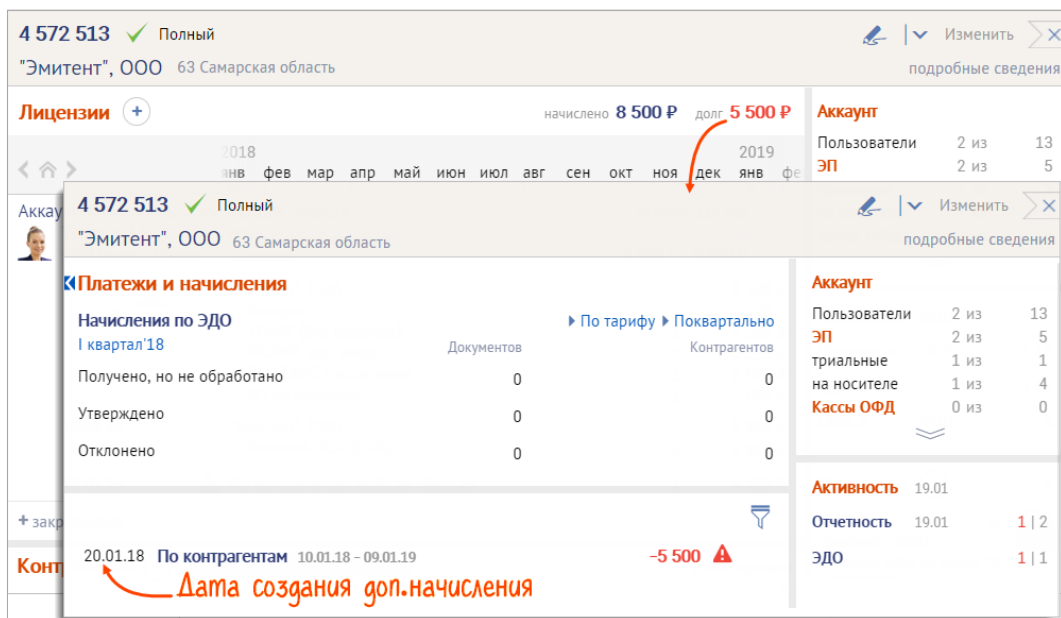 4 572 513 Полный Изменить
"Эмитент", ООО 63 Самарская область подробные сведения
Лицензии + начислено 8 500 ₽ долг 5 500 ₽ Аккаунт
Пользователи 2 из 13
2018 2019
янв фев мар апр май июн июл авг сен окт ноя дек янв фе
ЭП 2 из 5
Аккау
4 572 513 Полный Изменить
"Эмитент", ООО 63 Самарская область подробные сведения
Платежи и начисления Аккаунт
Начисления по ЭДО По тарифу Поквартально Пользователи 2 из 13
I квартал'18 Документов Контрагентов ЭП 2 из 5
триальные 1 из 1
Получено, но не обработано 0 0 на носителе 1 из 4
Утверждено 0 0 Кассы ОФД 0 из 0
Отклонено 0 0
Активность 19.01
+ закр Отчетность 19.01 1 | 2
Конт 20.01.18 По контрагентам 10.01.18 - 09.01.19 -5 500 ЭДО 1 | 1
Дата создания доп.начисления